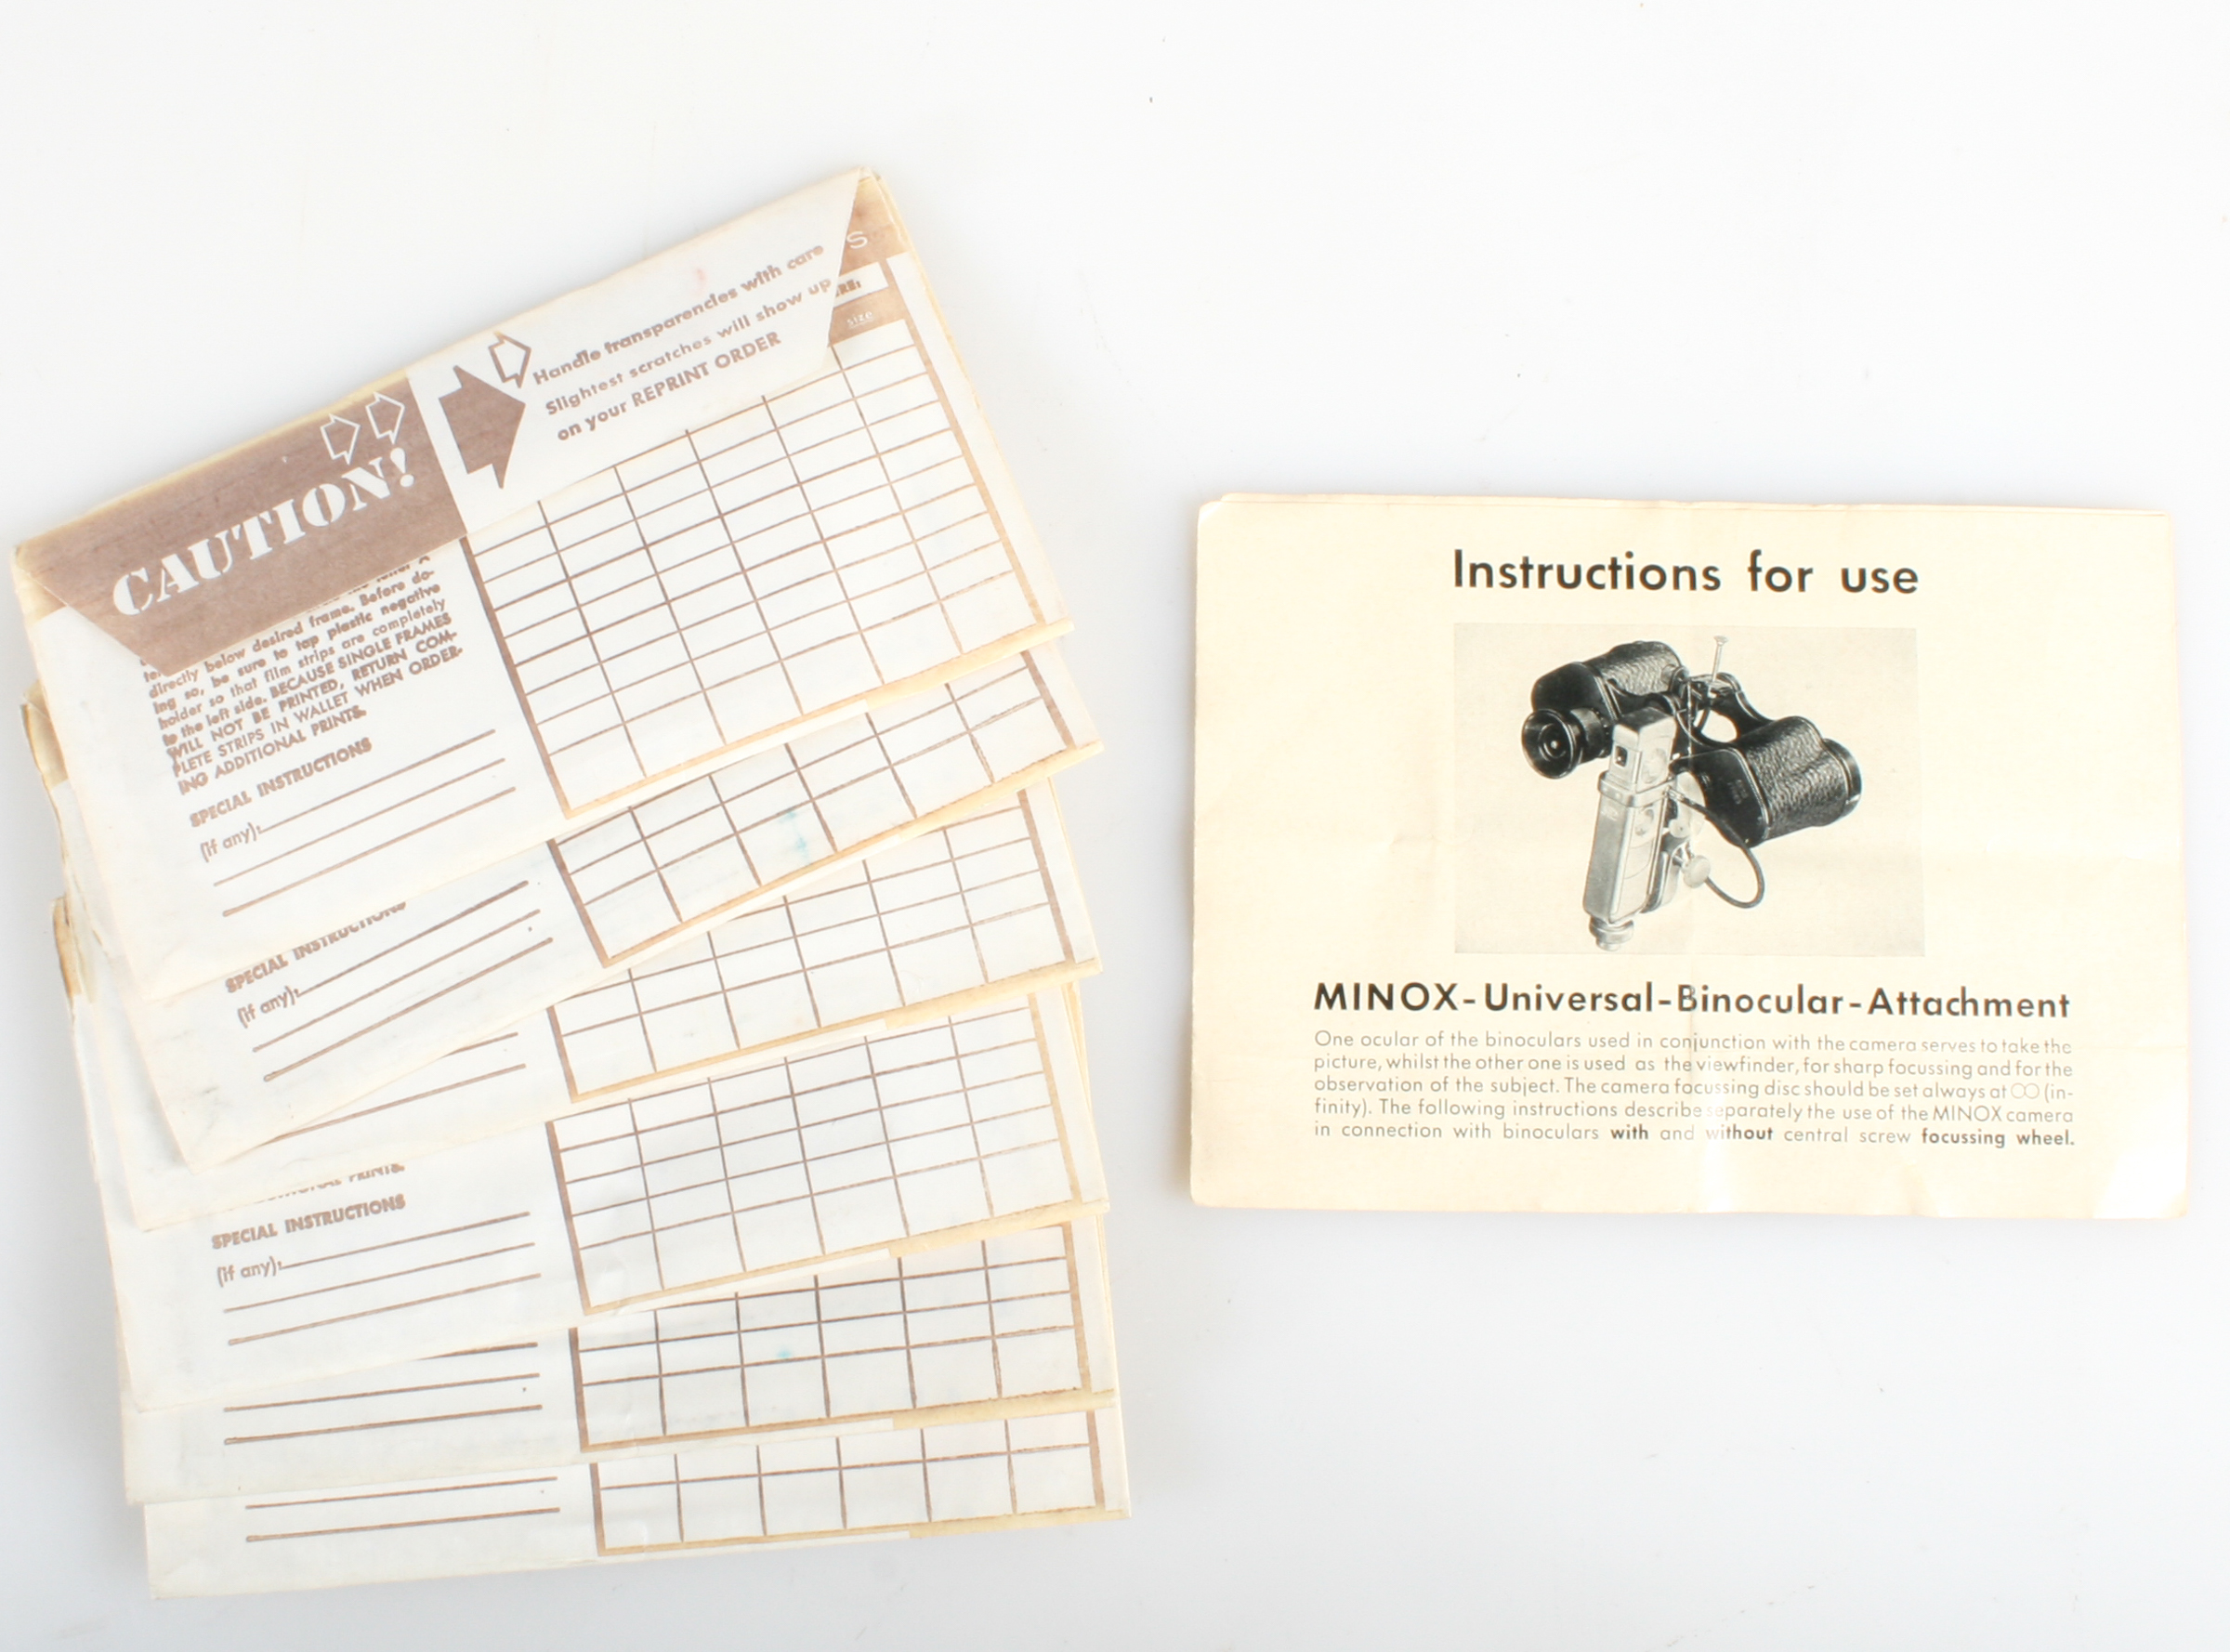 S
RE:
SIZE
CAUTION!
Handle transparencies with care
Slightest scratches will show up
on your REPRINT ORDER
directly below desired frame. Before do-
ing so, be sure to tap plastic negative
holder so that film strips are completely
to the left side. BECAUSE SINGLE FRAMES
WILL NOT BE PRINTED, RETURN COM-
PLETE STRIPS IN WALLET WHEN ORDER-
ING ADDITIONAL PRINTS.
SPECIAL INSTRUCTIONS
(if any):
SPECIAL INSTRUCTIONS
(if any):
PRINTS.
SPECIAL INSTRUCTIONS
(if any):
Instructions for use
MINOX-Universal-Binocular-Attachment
One ocular of the binoculars used in conjunction with the camera serves to take the
picture, whilst the other one is used as the viewfinder, for sharp focussing and for the
observation of the subject. The camera focussing disc should be set always at ∞ (in-
finity). The following instructions describe separately the use of the MINOX camera
in connection with binoculars with and without central screw focussing wheel.